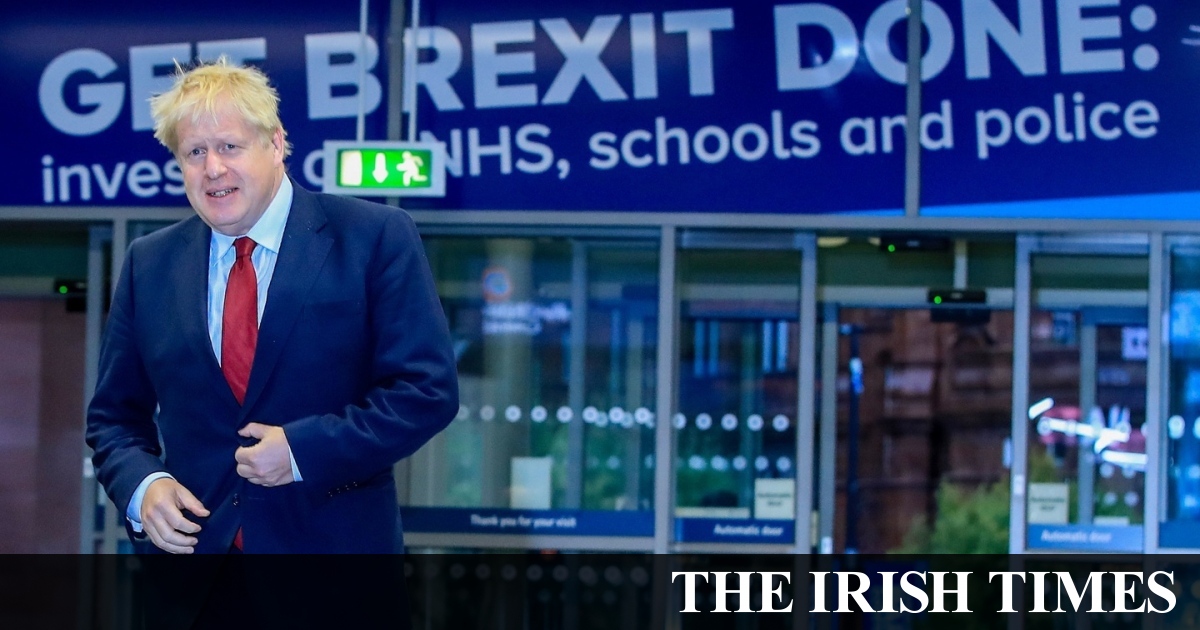 GET BREXIT DONE:
NHS, schools and police
Thank you for your visit
Automatic door
Automatic door
THE IRISH TIMES